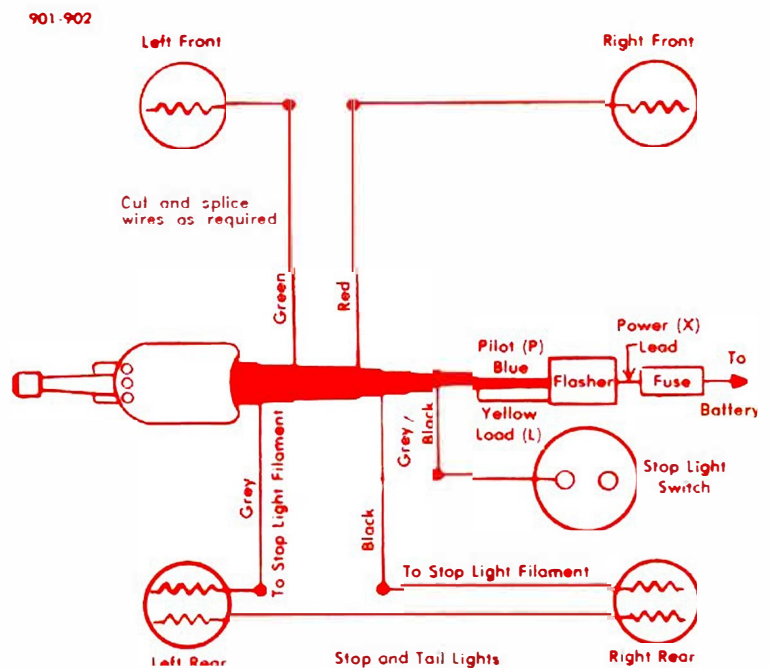 901-902
Left Front
Right Front
Cut and splice
wires as required
Green
Red
Pilot (P)
Blue
Power (X)
Lead
To
Battery
Flasher
Fuse
Yellow
Load (L)
Grey/
Black
Stop Light
Switch
Grey
To Stop Light Filament
Black
To Stop Light Filament
Left Rear
Stop and Tail Lights
Right Rear